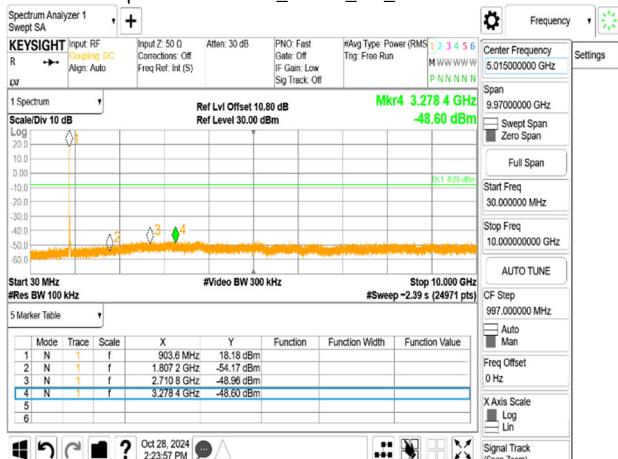 Spectrum Analyzer 1
Swept SA
+
Frequency
KEYSIGHT
R
Input: RF
Coupling: DC
Align: Auto
Input Z: 50 Ω
Corrections: Off
Freq Ref: Int (S)
Atten: 30 dB
PNO: Fast
Gate: Off
IF Gain: Low
Sig Track: Off
#Avg Type: Power (RMS
Trig: Free Run
1 2 3 4 5 6
M W W W W W
P N N N N N
Center Frequency
5.015000000 GHz
Settings
1 Spectrum
Scale/Div 10 dB
Ref Lvl Offset 10.80 dB
Ref Level 30.00 dBm
Mkr4 3.278 4 GHz
-48.60 dBm
Span
9.97000000 GHz
Swept Span
Zero Span
Full Span
Start Freq
30.000000 MHz
Stop Freq
10.000000000 GHz
AUTO TUNE
CF Step
997.000000 MHz
Auto
Man
Freq Offset
0 Hz
X Axis Scale
Log
Lin
Signal Track
(Span Zoom)
Log
20.0
10.0
0.00
-10.0
-20.0
-30.0
-40.0
-50.0
-60.0
1
2
3
4
Start 30 MHz
#Res BW 100 kHz
#Video BW 300 kHz
Stop 10.000 GHz
#Sweep ~2.39 s (24971 pts)
5 Marker Table
Mode Trace Scale X Y Function Function Width Function Value
1 N 1 f 903.6 MHz 18.18 dBm
2 N 1 f 1.807 2 GHz -54.17 dBm
3 N 1 f 2.710 8 GHz -48.96 dBm
4 N 1 f 3.278 4 GHz -48.60 dBm
5
6
?
Oct 28, 2024
2:23:57 PM